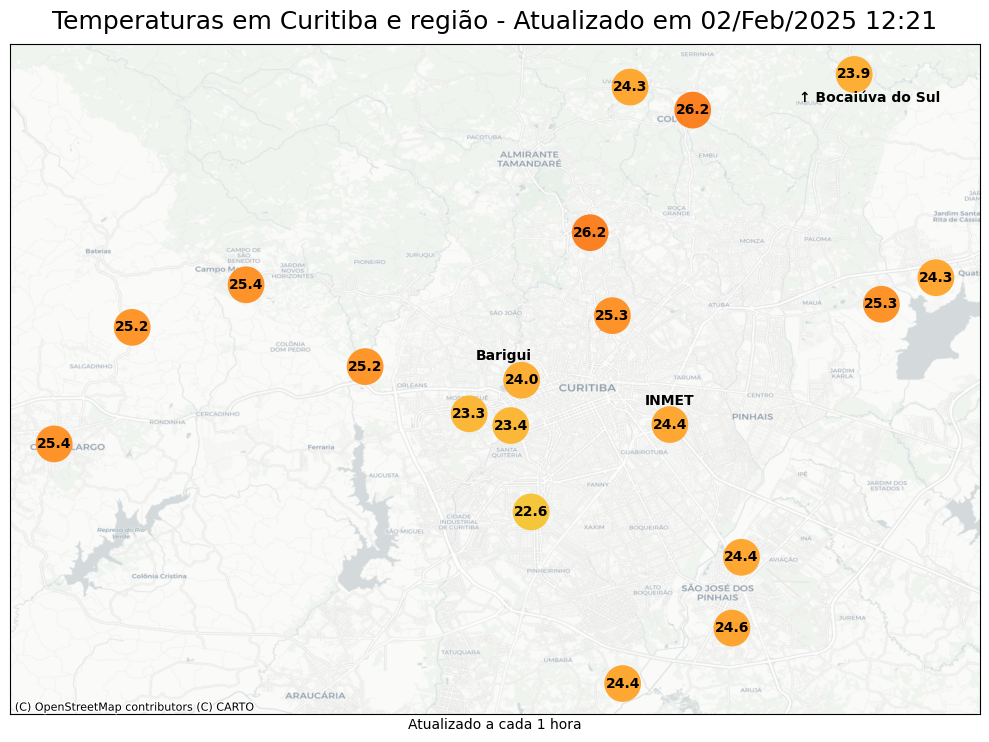 Temperaturas em Curitiba e região - Atualizado em 02/Feb/2025 12:21
SERRINHA
23.9
24.3
↑ Bocaiúva do Sul
26.2
PACOTUBA
ALMIRANTE
TAMANDARÉ
EMBU
ROÇA
GRANDE
Jardim Santa
Rita de Cássia
26.2
MONZA
PALOMA
Bateias
CAMPO DE
SÃO
BENEDITO
JURUQUI
PIONEIRO
JARDIM
NOVOS
HORIZONTES
25.4
24.3
25.3
MAUÁ
ATUBA
SÃO JOÃO
25.3
25.2
COLÔNIA
DOM PEDRO
Barigui
SALGADINHO
25.2
JARDIM
KARLA
TARUMÃ
24.0
CURITIBA
ORLEANS
CENTRO
INMET
PINHAIS
23.3
23.4
24.4
CERCADINHO
RONDINHA
25.4
Ferraria
SANTA
QUITÉRIA
GUABIROTUBA
AUGUSTA
IPÊ
FANNY
JARDIM DOS
ESTADOS I
22.6
CIDADE
INDUSTRIAL
DE CURITIBA
XAXIM
BOQUEIRÃO
Represa do Rio
Verde
INÁ
24.4
AVIAÇÃO
PINHEIRINHO
Colônia Cristina
ALTO
BOQUEIRÃO
SÃO JOSÉ DOS
PINHAIS
JUREMA
24.6
TATUQUARA
UMBARÁ
24.4
ARUJÁ
ARAUCÁRIA
(C) OpenStreetMap contributors (C) CARTO
Atualizado a cada 1 hora